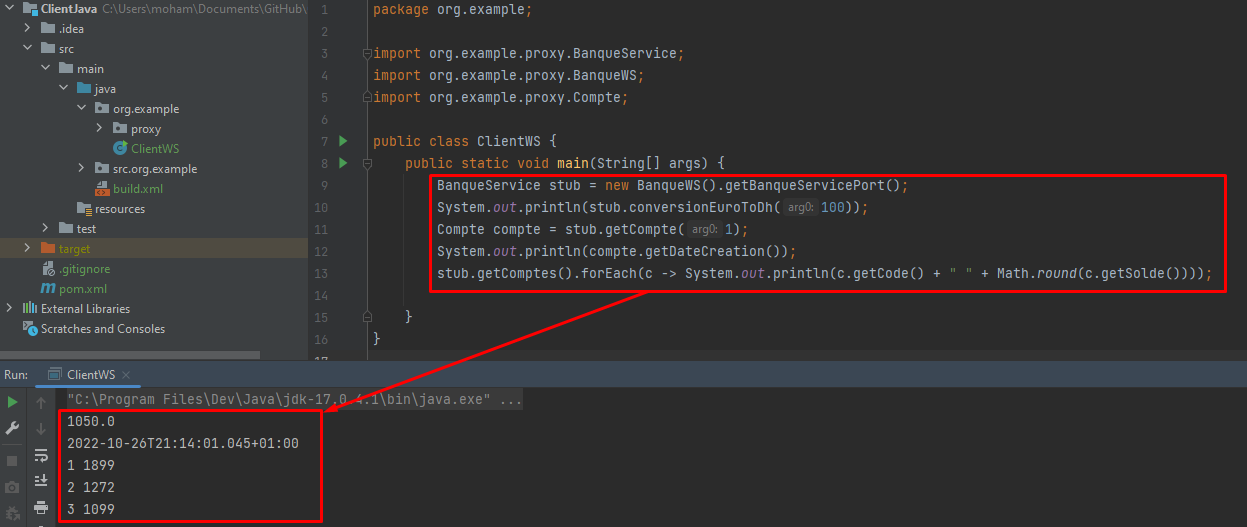 ClientJava C:\Users\moham\Documents\GitHub\
.idea
src
main
java
org.example
proxy
ClientWS
src.org.example
build.xml
resources
test
target
.gitignore
pom.xml
External Libraries
Scratches and Consoles
1 package org.example;
2
3 import org.example.proxy.BanqueService;
4 import org.example.proxy.BanqueWS;
5 import org.example.proxy.Compte;
6
7 public class ClientWS {
8 public static void main(String[] args) {
9 BanqueService stub = new BanqueWS().getBanqueServicePort();
10 System.out.println(stub.conversionEuroToDh( arg0: 100));
11 Compte compte = stub.getCompte( arg0: 1);
12 System.out.println(compte.getDateCreation());
13 stub.getComptes().forEach(c -> System.out.println(c.getCode() + " " + Math.round(c.getSolde())));
14
15 }
16 }
17
Run: ClientWS
"C:\Program Files\Dev\Java\jdk-17.0.4.1\bin\java.exe" ...
1050.0
2022-10-26T21:14:01.045+01:00
1 1899
2 1272
3 1099